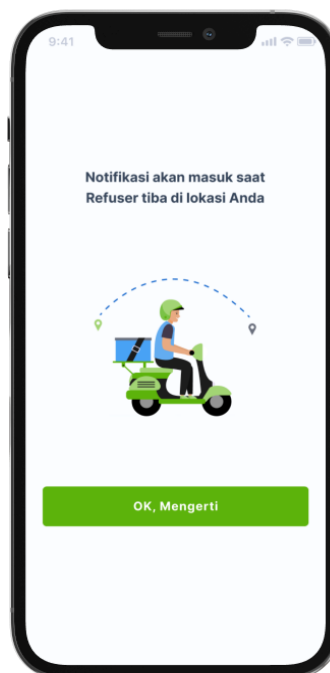 9:41
Notifikasi akan masuk saat
Refuser tiba di lokasi Anda
OK, Mengerti